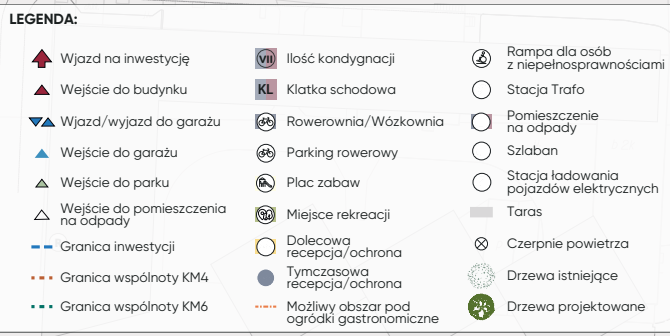 LEGENDA:
Wjazd na inwestycję
Wejście do budynku
Wjazd/wyjazd do garażu
Wejście do garażu
Wejście do parku
Wejście do pomieszczenia
na odpady
Granica inwestycji
Granica wspólnoty KM4
Granica wspólnoty KM6
VII Ilość kondygnacji
KL Klatka schodowa
Rowerownia/Wózkownia
Parking rowerowy
Plac zabaw
Miejsce rekreacji
Dolecowa
recepcja/ochrona
Tymczasowa
recepcja/ochrona
Możliwy obszar pod
ogródki gastronomiczne
Rampa dla osób
z niepełnosprawnościami
Stacja Trafo
Pomieszczenie
na odpady
Szlaban
Stacja ładowania
pojazdów elektrycznych
Taras
Czerpnie powietrza
Drzewa istniejące
Drzewa projektowane